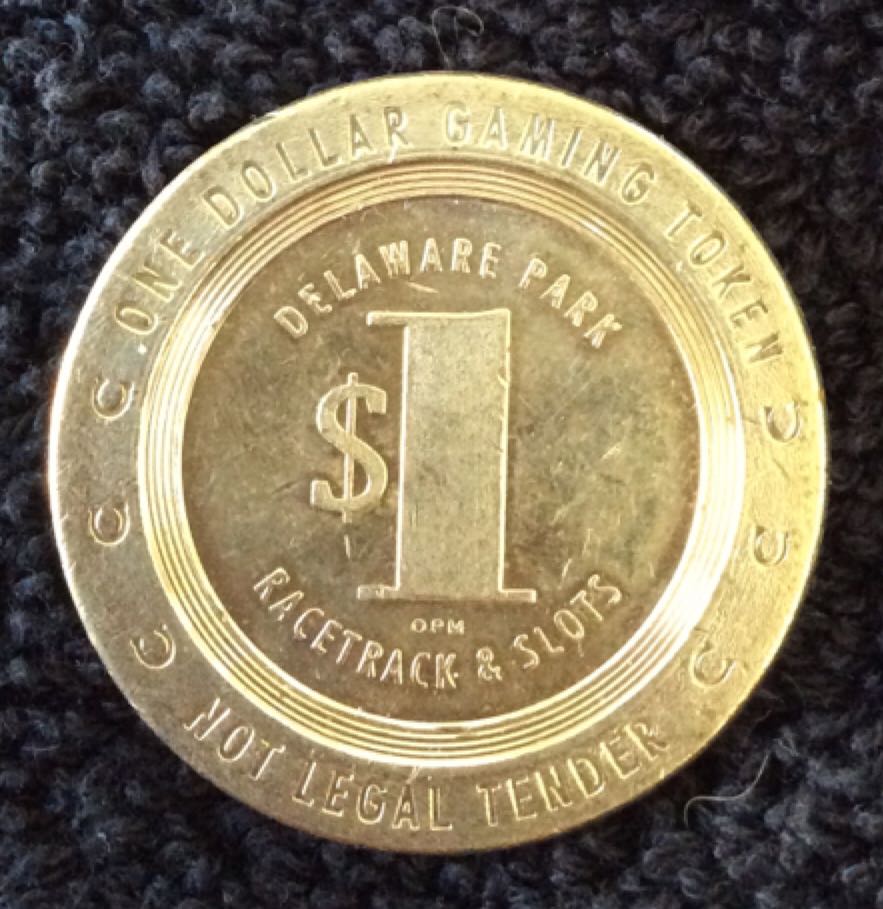 ONE DOLLAR GAMING TOKEN
DELAWARE PARK
$1
OPM
RACETRACK & SLOTS
NOT LEGAL TENDER